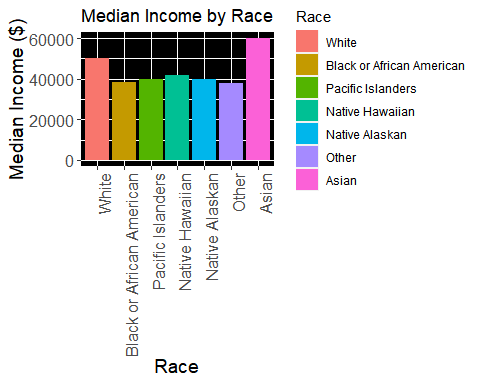 Median Income by Race
Median Income ($)
60000
40000
20000
0
White
Black or African American
Pacific Islanders
Native Hawaiian
Native Alaskan
Other
Asian
Race
Race
White
Black or African American
Pacific Islanders
Native Hawaiian
Native Alaskan
Other
Asian